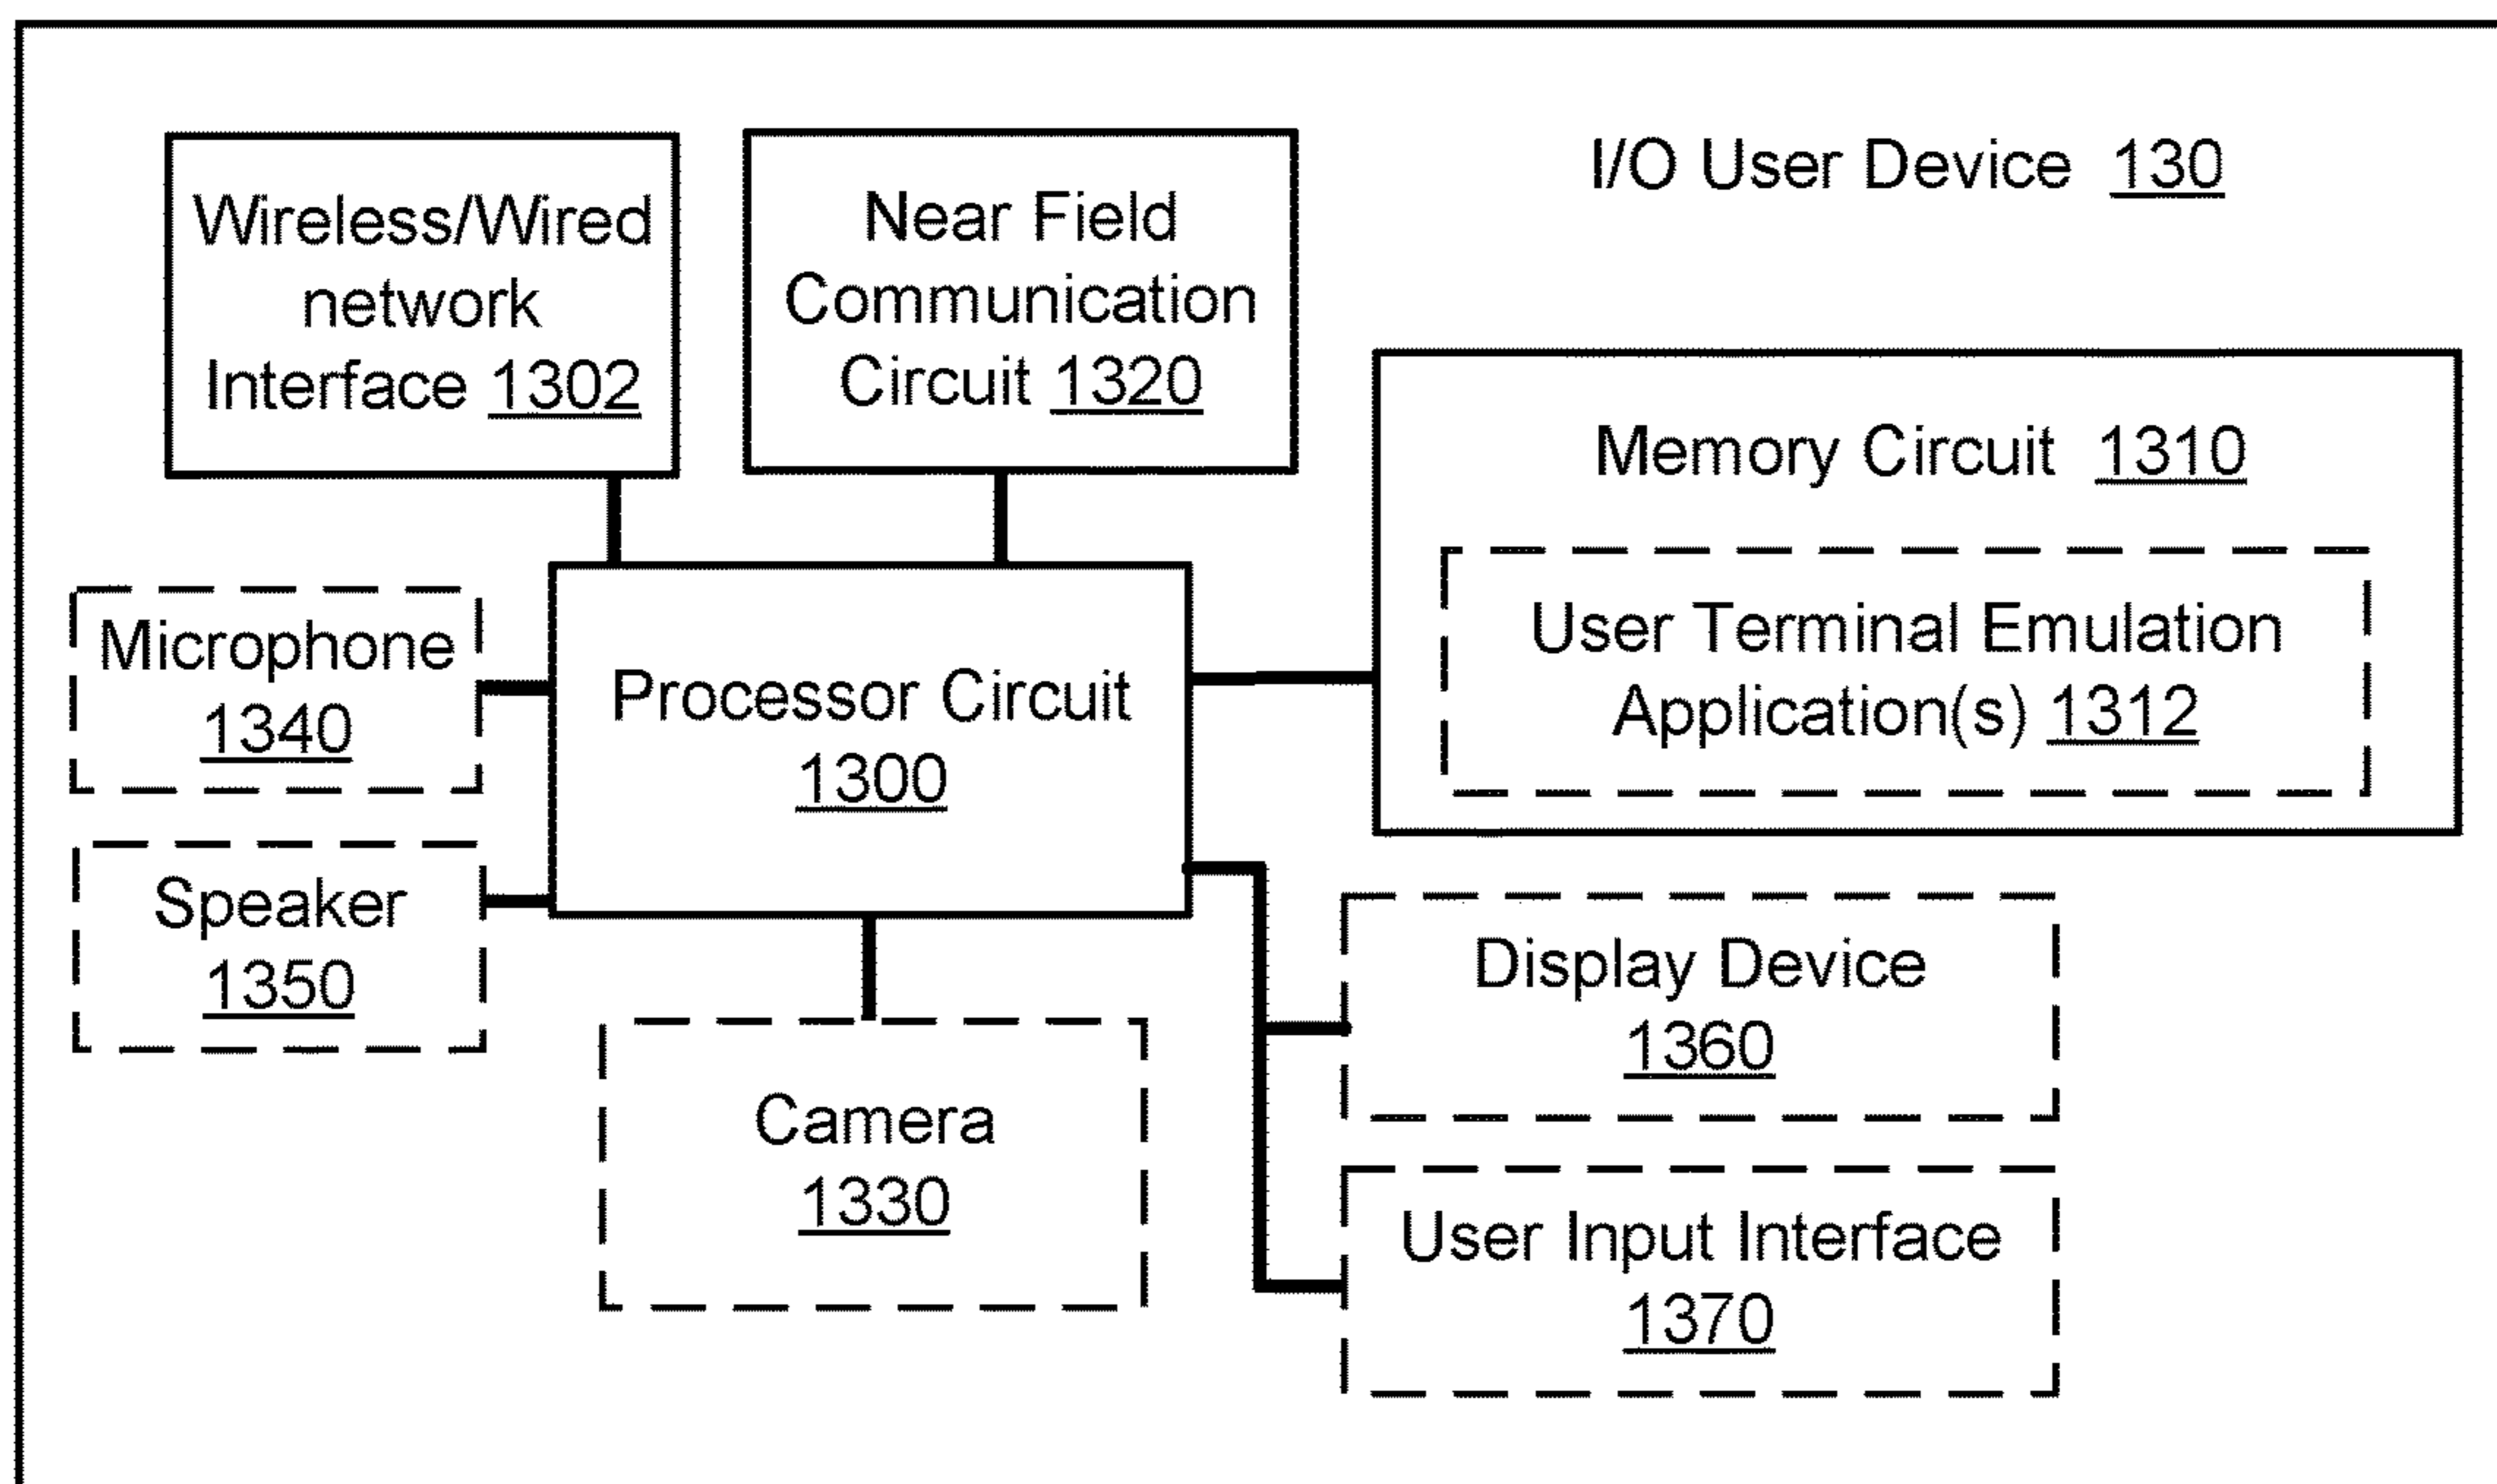 Wireless/Wired
network
Interface 1302
Near Field
Communication
Circuit 1320
I/O User Device 130
Memory Circuit 1310
User Terminal Emulation
Application(s) 1312
Microphone
1340
Processor Circuit
1300
Speaker
1350
Display Device
1360
Camera
1330
User Input Interface
1370